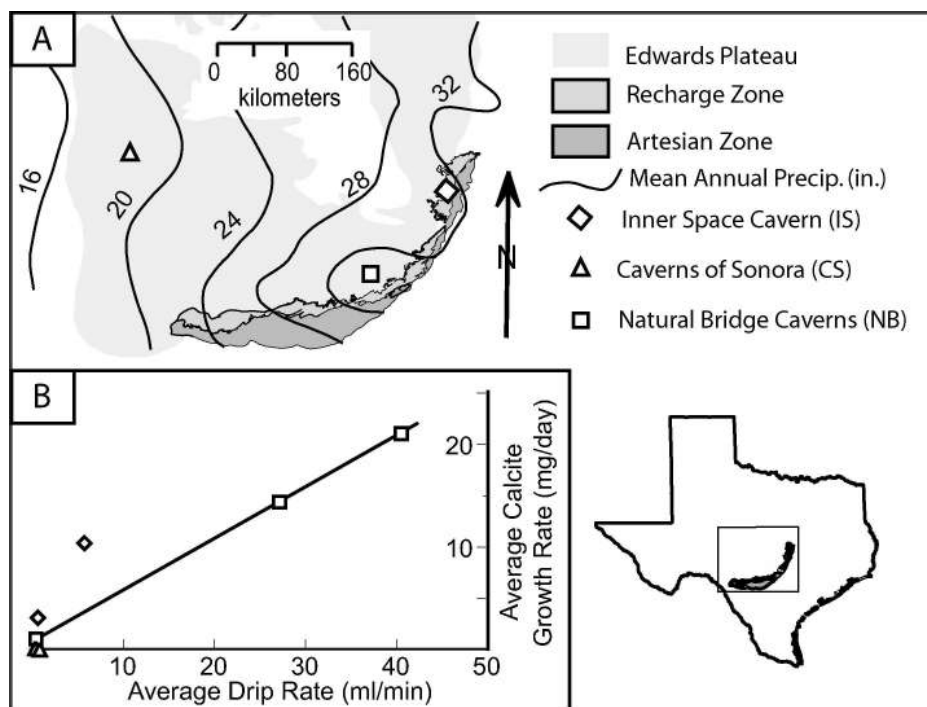 A
0 80 160
kilometers
16
20
24
28
32
N
Edwards Plateau
Recharge Zone
Artesian Zone
Mean Annual Precip. (in.)
Inner Space Cavern (IS)
Caverns of Sonora (CS)
Natural Bridge Caverns (NB)
B
20
10
Average Calcite
Growth Rate (mg/day)
10 20 30 40 50
Average Drip Rate (ml/min)